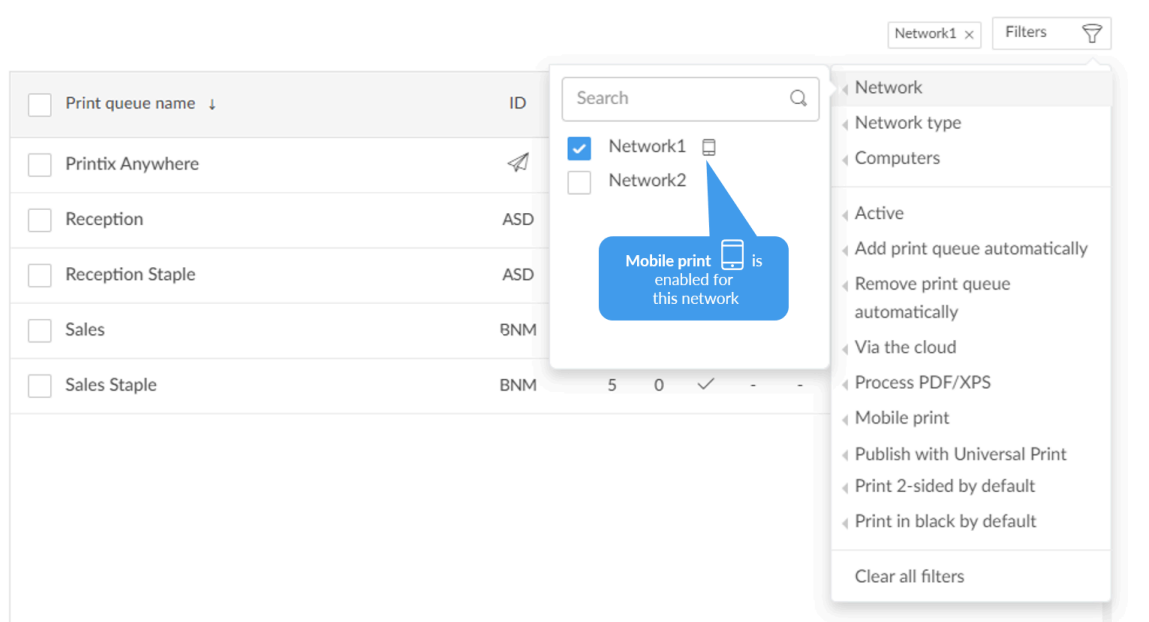 Network1 ×
Filters
Print queue name ↓ ID
Printix Anywhere
Reception ASD
Reception Staple ASD
Sales BNM
Sales Staple BNM 5 0 ✓ - -
Search
Network1
Network2
Mobile print is
enabled for
this network
Network
Network type
Computers
Active
Add print queue automatically
Remove print queue
automatically
Via the cloud
Process PDF/XPS
Mobile print
Publish with Universal Print
Print 2-sided by default
Print in black by default
Clear all filters